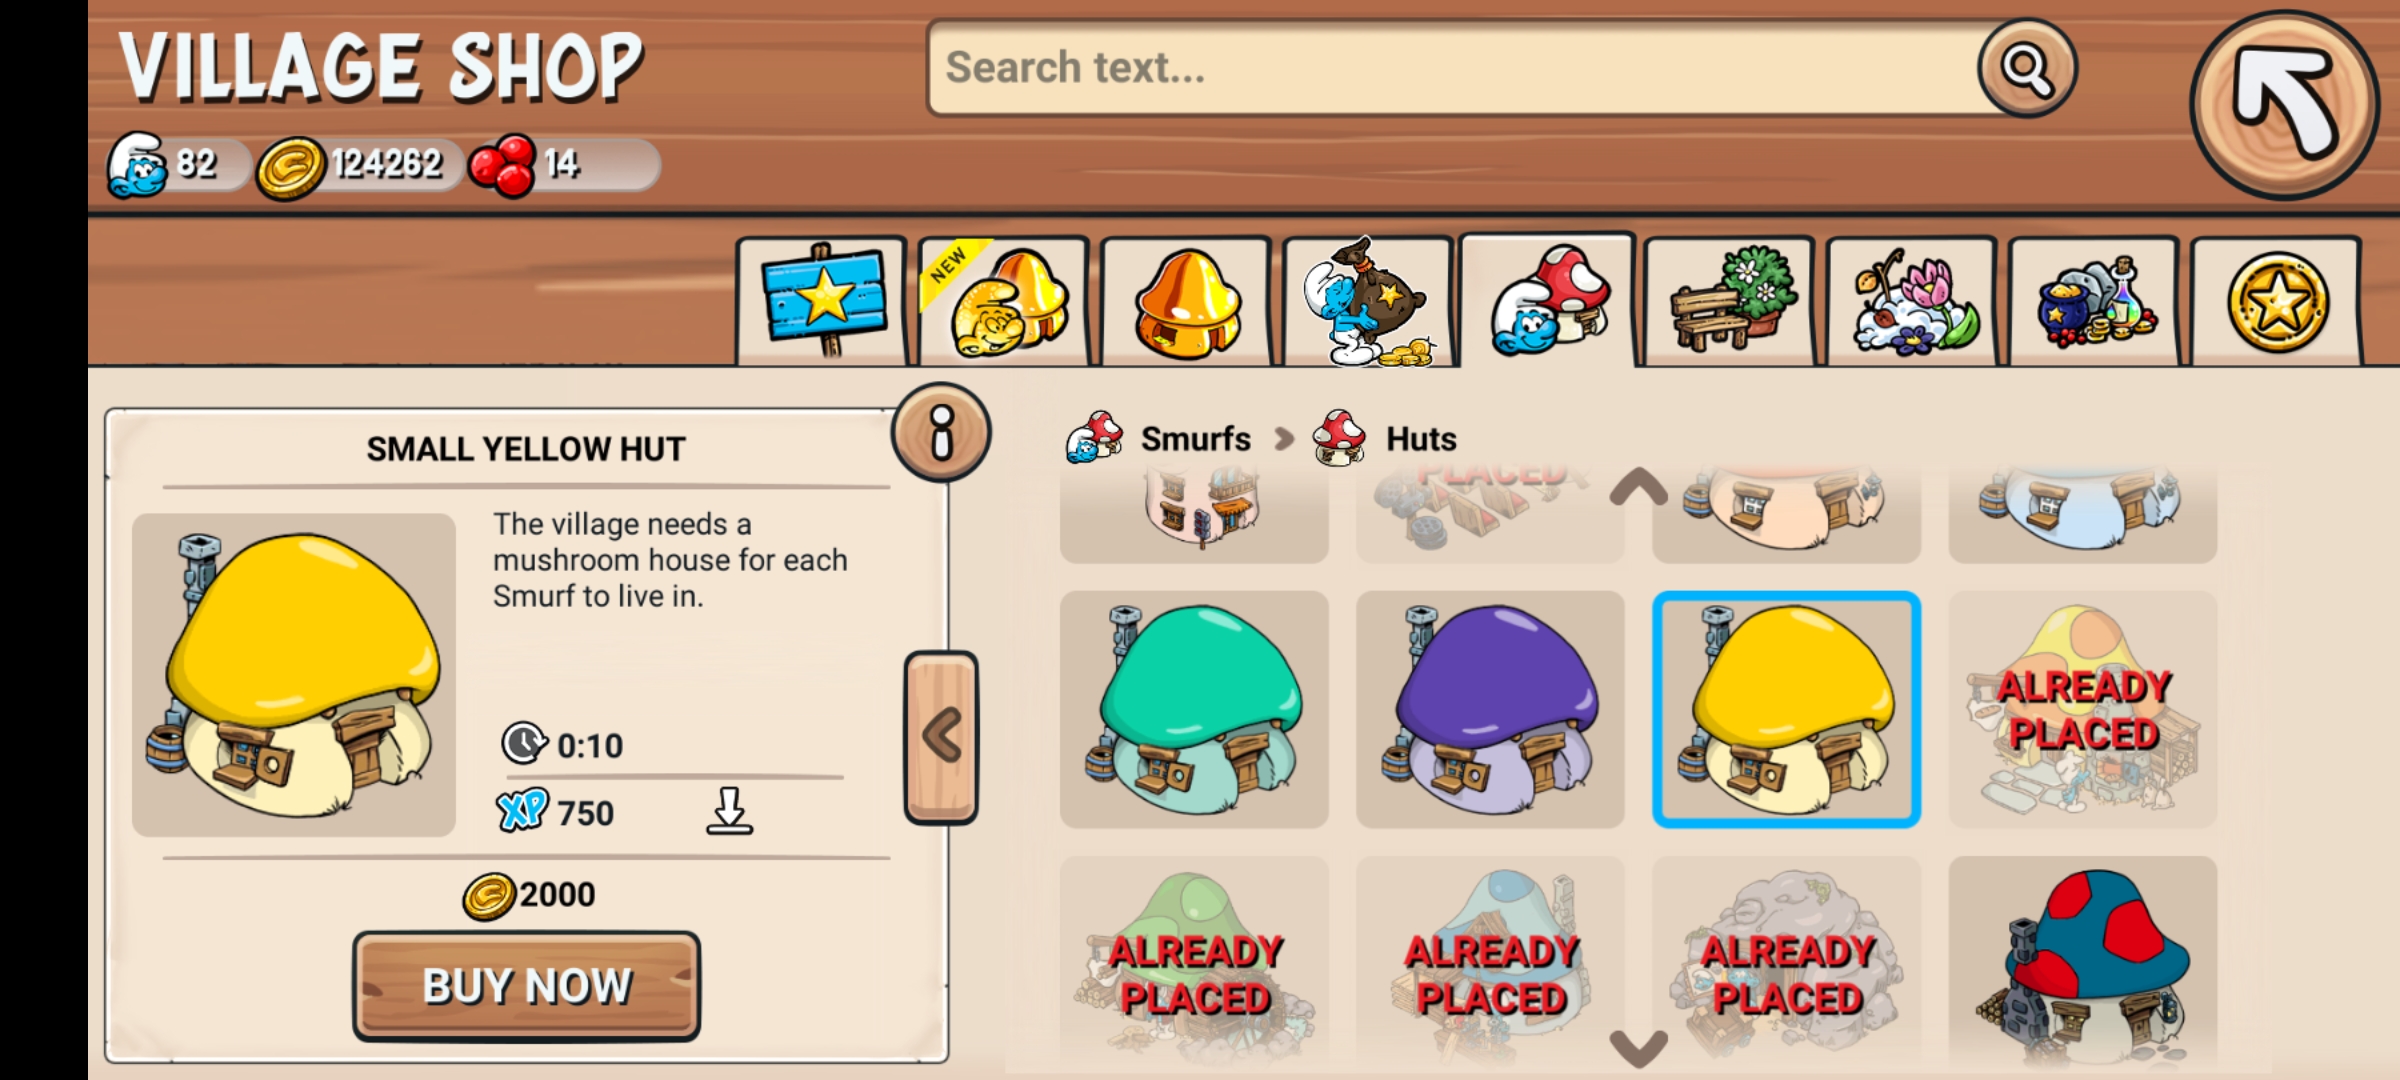 VILLAGE SHOP
Search text...
82
124262
14
NEW
SMALL YELLOW HUT
The village needs a
mushroom house for each
Smurf to live in.
0:10
XP 750
2000
BUY NOW
Smurfs > Huts
PLACED
ALREADY
PLACED
ALREADY
PLACED
ALREADY
PLACED
ALREADY
PLACED